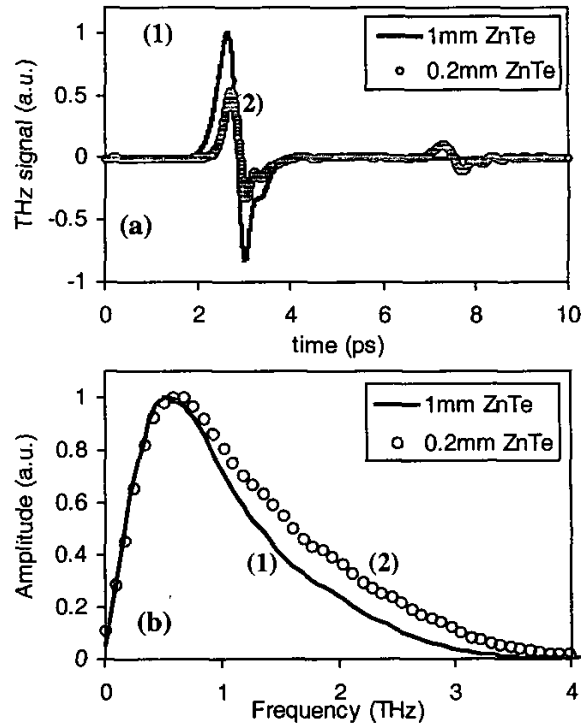 (1)
1mm ZnTe
0.2mm ZnTe
(2)
(a)
THz signal (a.u.)
1
0.5
0
-0.5
-1
0 2 4 6 8 10
time (ps)
1mm ZnTe
0.2mm ZnTe
(1)
(2)
(b)
Amplitude (a.u.)
1
0.8
0.6
0.4
0.2
0
0 1 2 3 4
Frequency (THz)